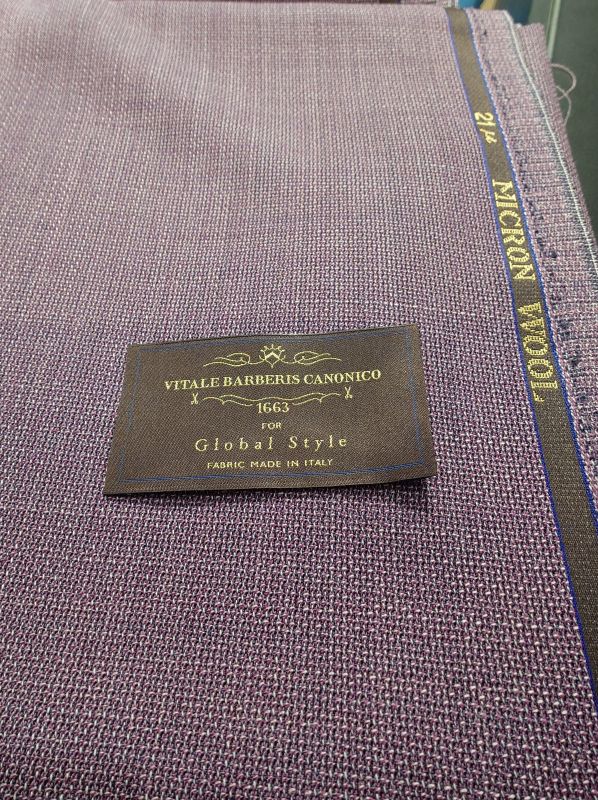 VITALE BARBERIS CANONICO
1663
FOR
Global Style
FABRIC MADE IN ITALY
21μ MICRON WOOL